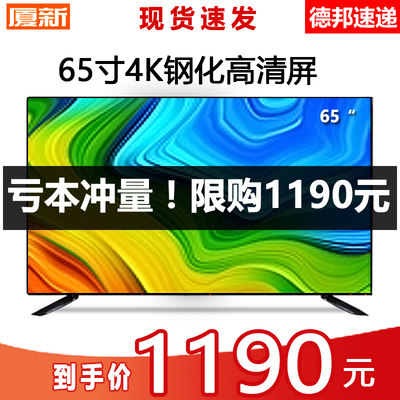 厦新
现货速发
德邦速递
65寸4K钢化高清屏
65 "
亏本冲量！限购1190元
到手价 1190 元